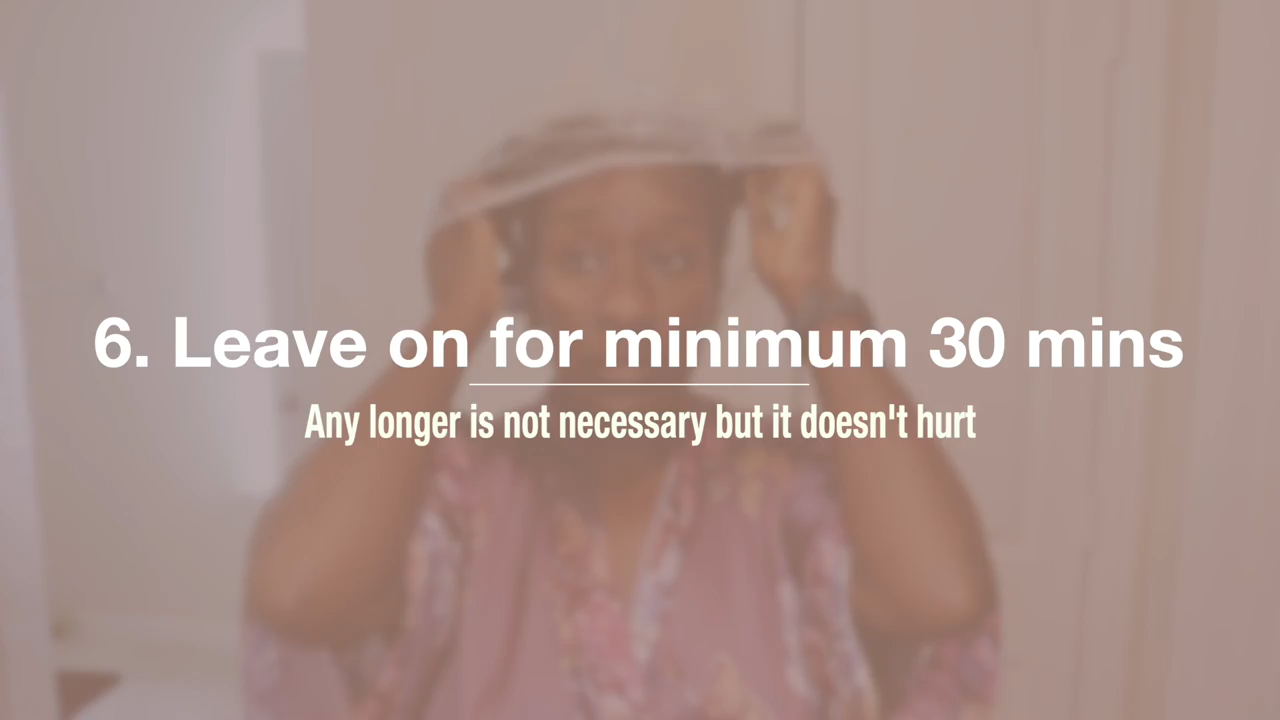 6. Leave on for minimum 30 mins
Any longer is not necessary but it doesn't hurt